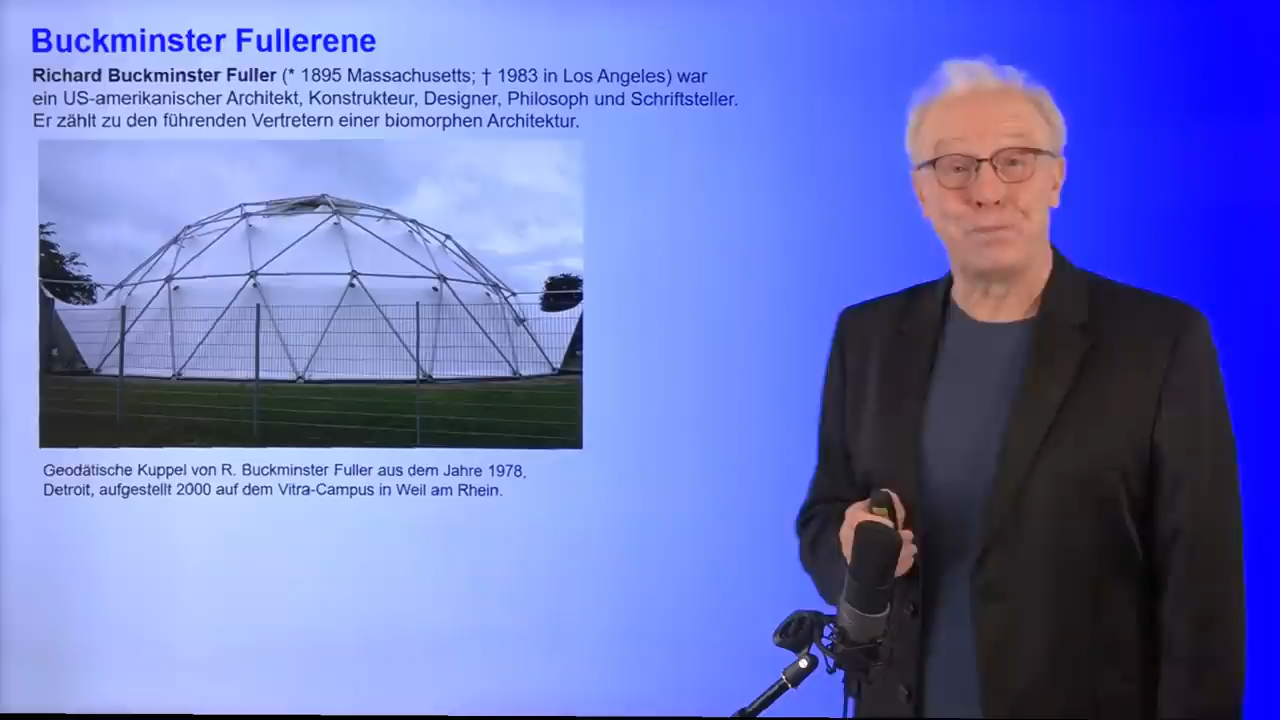 Buckminster Fullerene
Richard Buckminster Fuller (* 1895 Massachusetts; † 1983 in Los Angeles) war
ein US-amerikanischer Architekt, Konstrukteur, Designer, Philosoph und Schriftsteller.
Er zählt zu den führenden Vertretern einer biomorphen Architektur.
Geodätische Kuppel von R. Buckminster Fuller aus dem Jahre 1978,
Detroit, aufgestellt 2000 auf dem Vitra-Campus in Weil am Rhein.